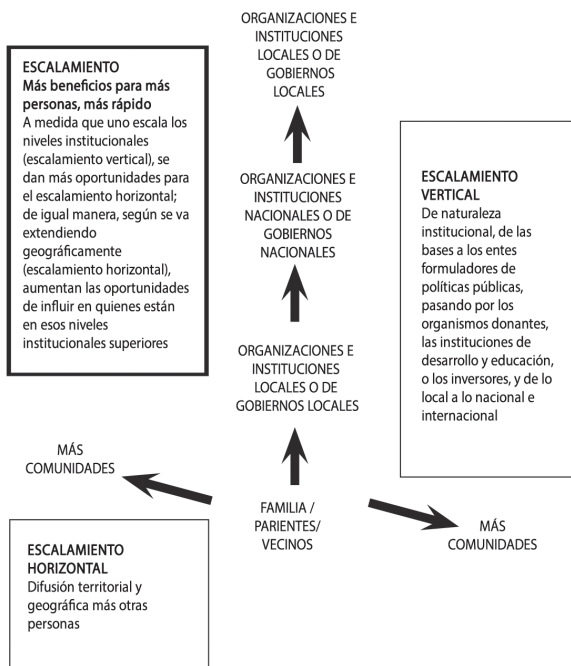 ORGANIZACIONES E
INSTITUCIONES
LOCALES O DE
GOBIERNOS
LOCALES
ESCALAMIENTO
Más beneficios para más
personas, más rápido
A medida que uno escala los
niveles institucionales
(escalamiento vertical), se
dan más oportunidades para
el escalamiento horizontal;
de igual manera, según se va
extendiendo
geográficamente
(escalamiento horizontal),
aumentan las oportunidades
de influir en quienes están
en esos niveles
institucionales superiores
ORGANIZACIONES E
INSTITUCIONES
NACIONALES O DE
GOBIERNOS
NACIONALES
ESCALAMIENTO
VERTICAL
De naturaleza
institucional, de las
bases a los entes
formuladores de
políticas públicas,
pasando por los
organismos donantes,
las instituciones de
desarrollo y educación,
o los inversores, y de lo
local a lo nacional e
internacional
ORGANIZACIONES E
INSTITUCIONES
LOCALES O DE
GOBIERNOS LOCALES
MÁS
COMUNIDADES
FAMILIA /
PARIENTES/
VECINOS
MÁS
COMUNIDADES
ESCALAMIENTO
HORIZONTAL
Difusión territorial y
geográfica más otras
personas